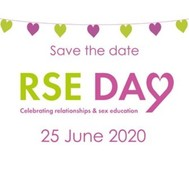 Save the date
RSE DAY
Celebrating relationships & sex education
25 June 2020